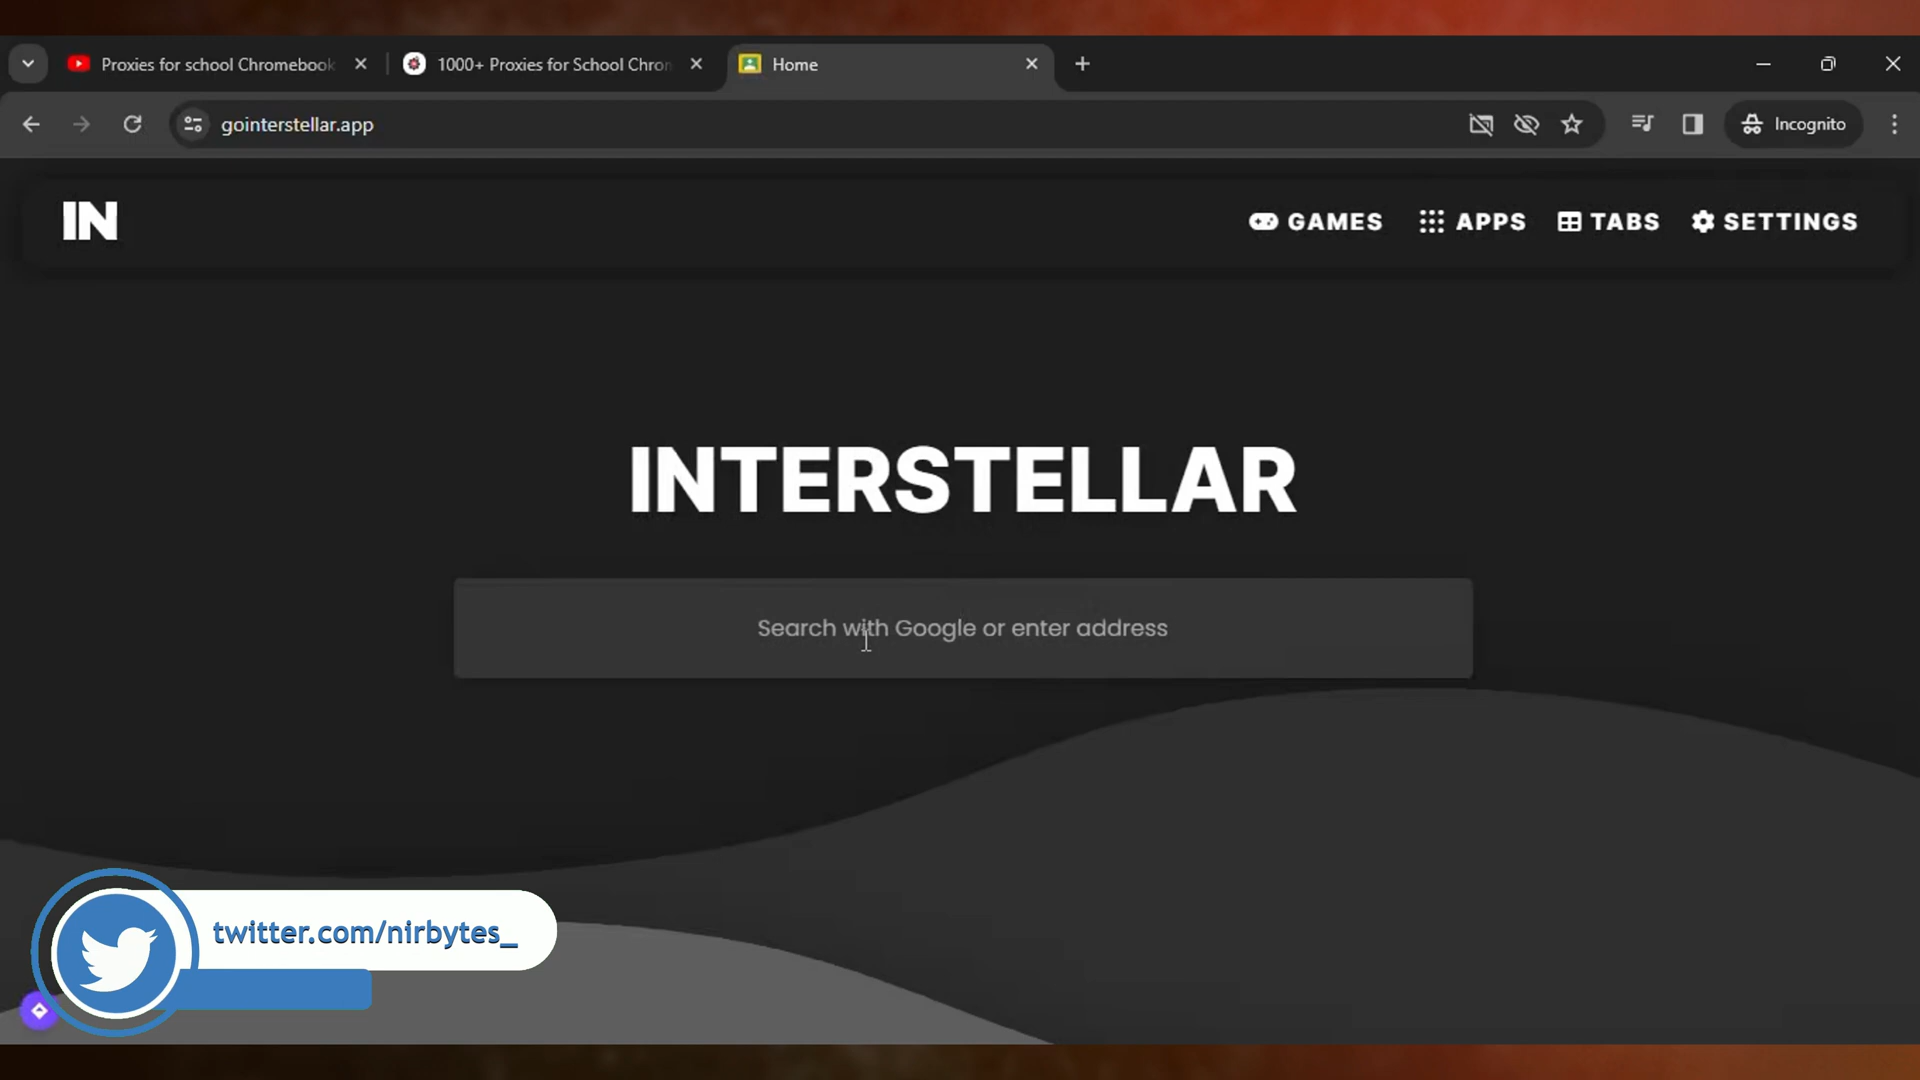 Proxies for school Chromebook
1000+ Proxies for School Chron
Home
gointerstellar.app
Incognito
IN
GAMES
APPS
TABS
SETTINGS
INTERSTELLAR
Search with Google or enter address
twitter.com/nirbytes_